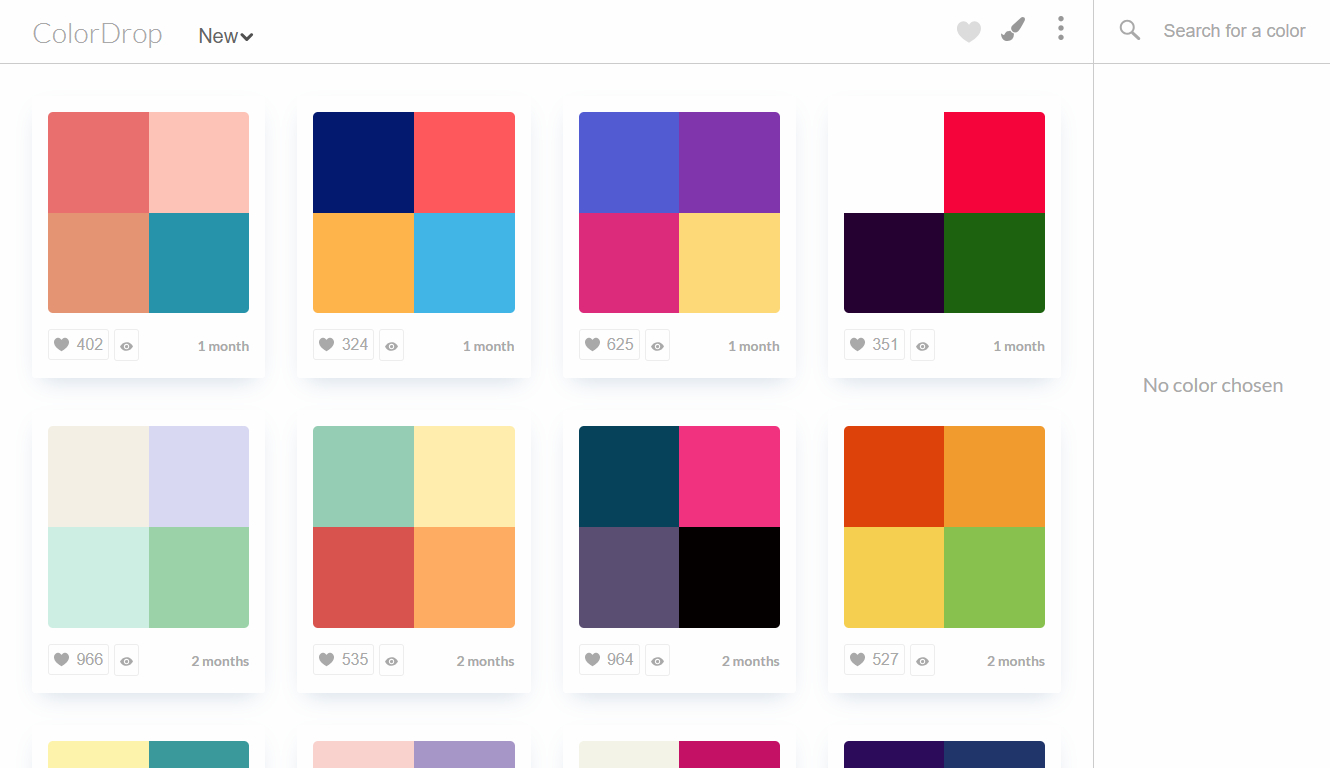 ColorDrop
New
Search for a color
402
1 month
324
1 month
625
1 month
351
1 month
No color chosen
966
2 months
535
2 months
964
2 months
527
2 months